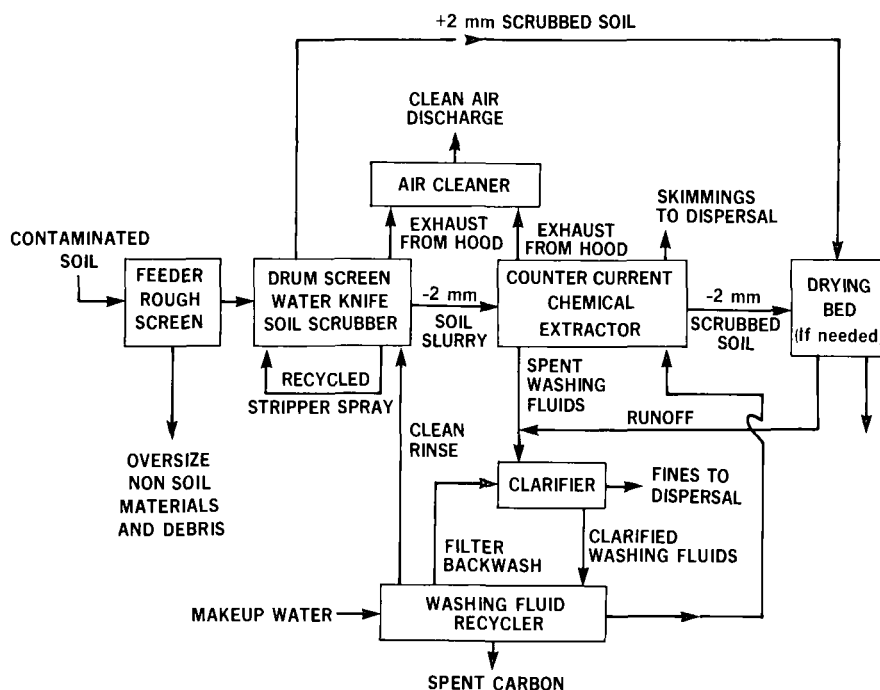 +2 mm SCRUBBED SOIL
CLEAN AIR
DISCHARGE
AIR CLEANER
SKIMMINGS
TO DISPERSAL
EXHAUST
FROM HOOD
EXHAUST
FROM HOOD
CONTAMINATED
SOIL
FEEDER
ROUGH
SCREEN
DRUM SCREEN
WATER KNIFE
SOIL SCRUBBER
-2 mm
SOIL
SLURRY
COUNTER CURRENT
CHEMICAL
EXTRACTOR
-2 mm
SCRUBBED
SOIL
DRYING
BED
(If needed
RECYCLED
STRIPPER SPRAY
SPENT
WASHING
FLUIDS
RUNOFF
CLEAN
RINSE
OVERSIZE
NON SOIL
MATERIALS
AND DEBRIS
CLARIFIER
FINES TO
DISPERSAL
FILTER
BACKWASH
CLARIFIED
WASHING FLUIDS
MAKEUP WATER
WASHING FLUID
RECYCLER
SPENT CARBON